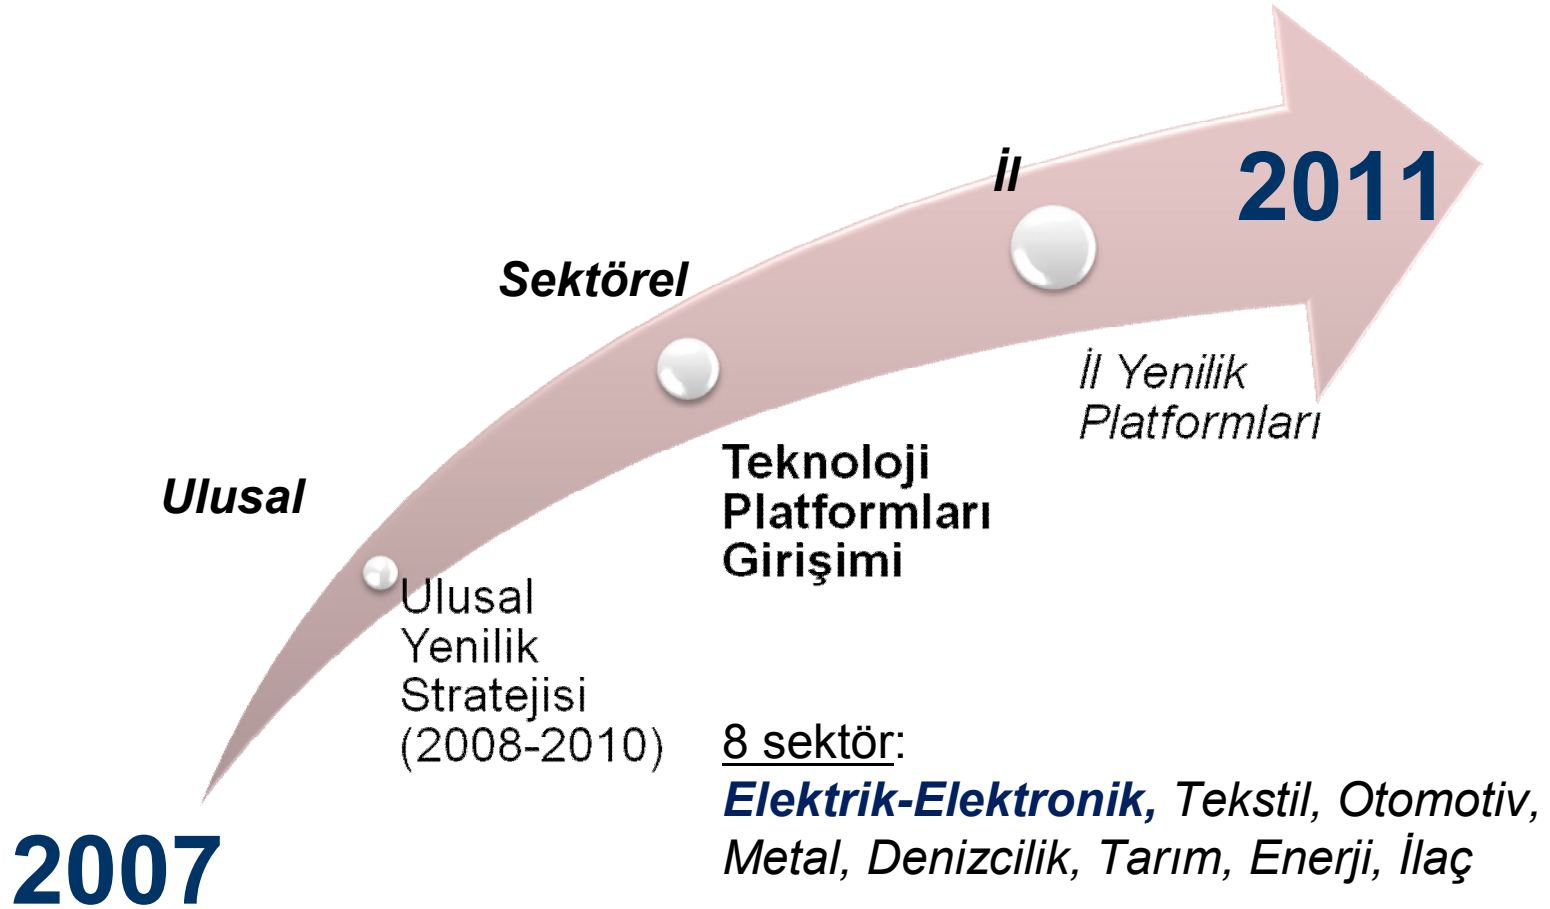 İl
2011
Sektörel
İl Yenilik
Platformları
Teknoloji
Platformları
Girişimi
Ulusal
Ulusal
Yenilik
Stratejisi
(2008-2010)
8 sektör:
Elektrik-Elektronik, Tekstil, Otomotiv,
Metal, Denizcilik, Tarım, Enerji, İlaç
2007